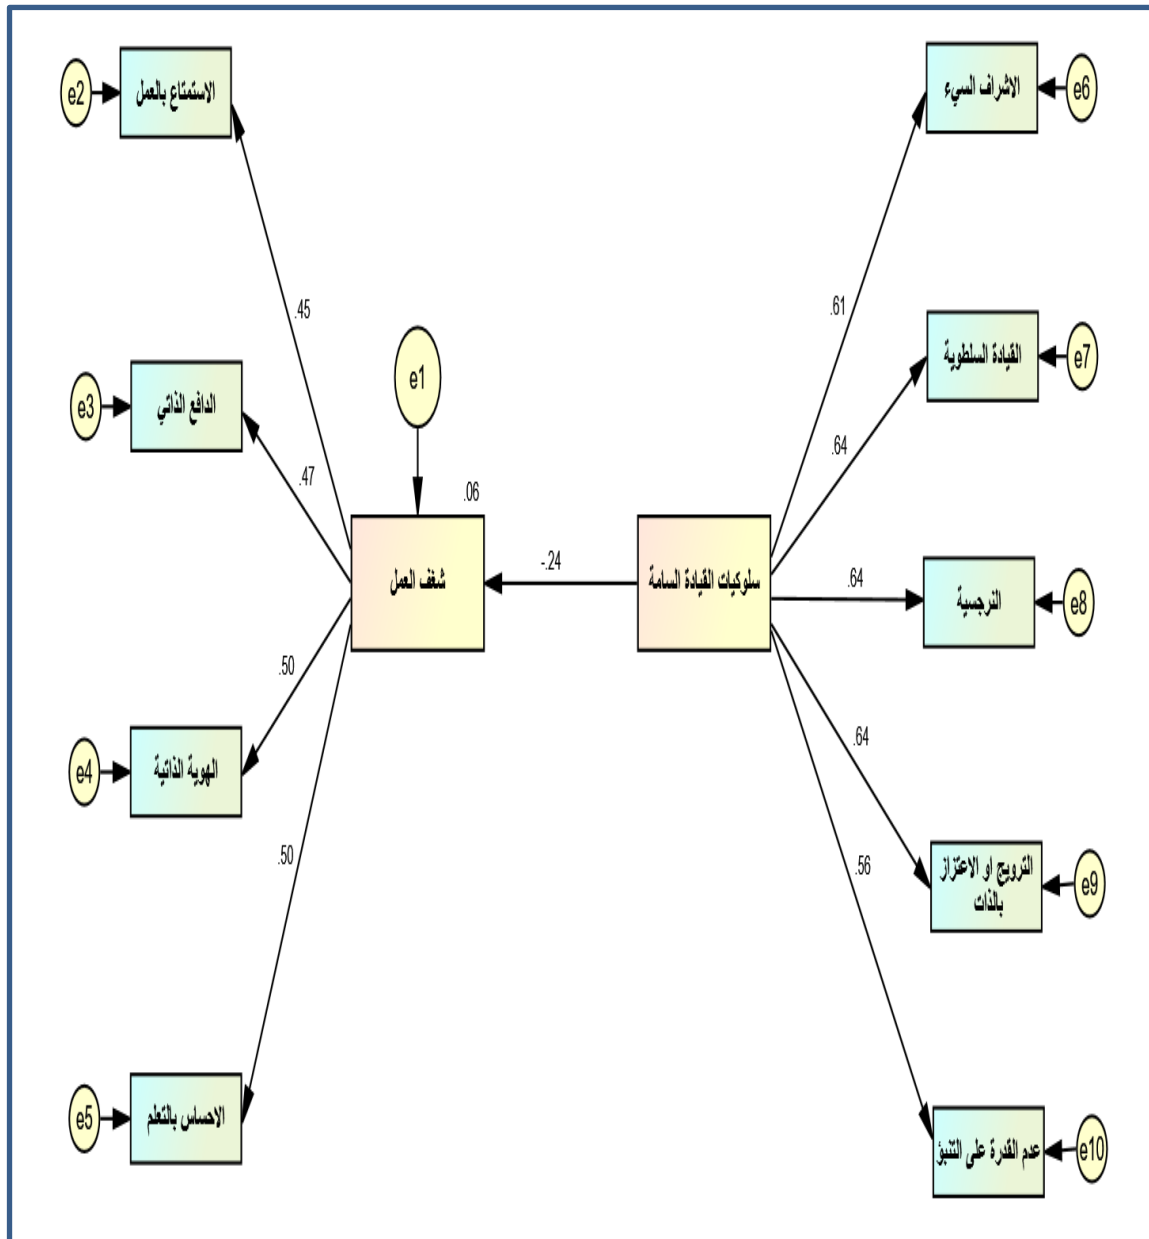 الاشراف السيء
e6
e2
الاستمتاع بالعمل
.61
.45
القيادة السلطوية
e7
e1
e3
الدافع الذاتي
.64
.47
.06
-.24
شغف العمل
سلوكيات القيادة السامة
.64
النرجسية
e8
.50
.64
e4
الهوية الذاتية
.50
.56
الترويج او الاعتزاز
بالذات
e9
e5
الاحساس بالتعلم
عدم القدرة على التنبؤ
e10